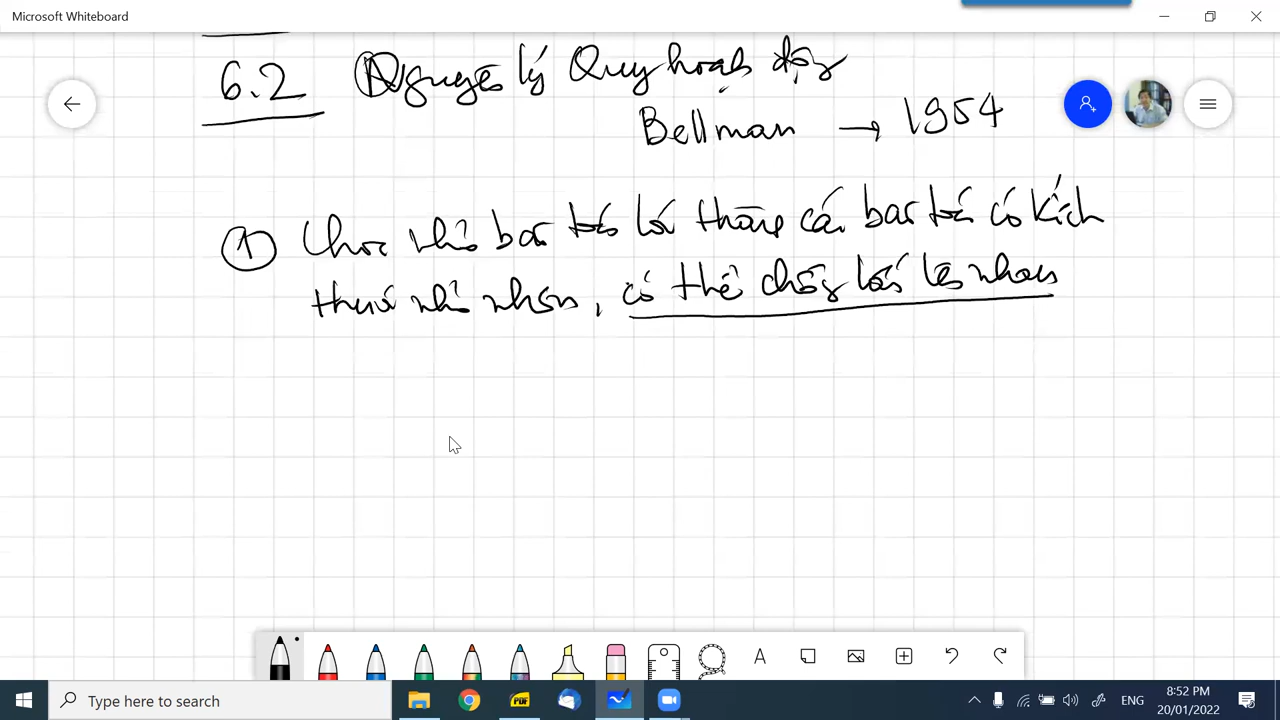 Microsoft Whiteboard
6.2 Nguyên lý Quy hoạch động
Bellman → 1954
① Chia nhỏ bài toán lớn thành các bài toán có kích
thước nhỏ nhơn, có thể chồng lấn lên nhau
A
Type here to search
PDF
ENG
8:52 PM
20/01/2022